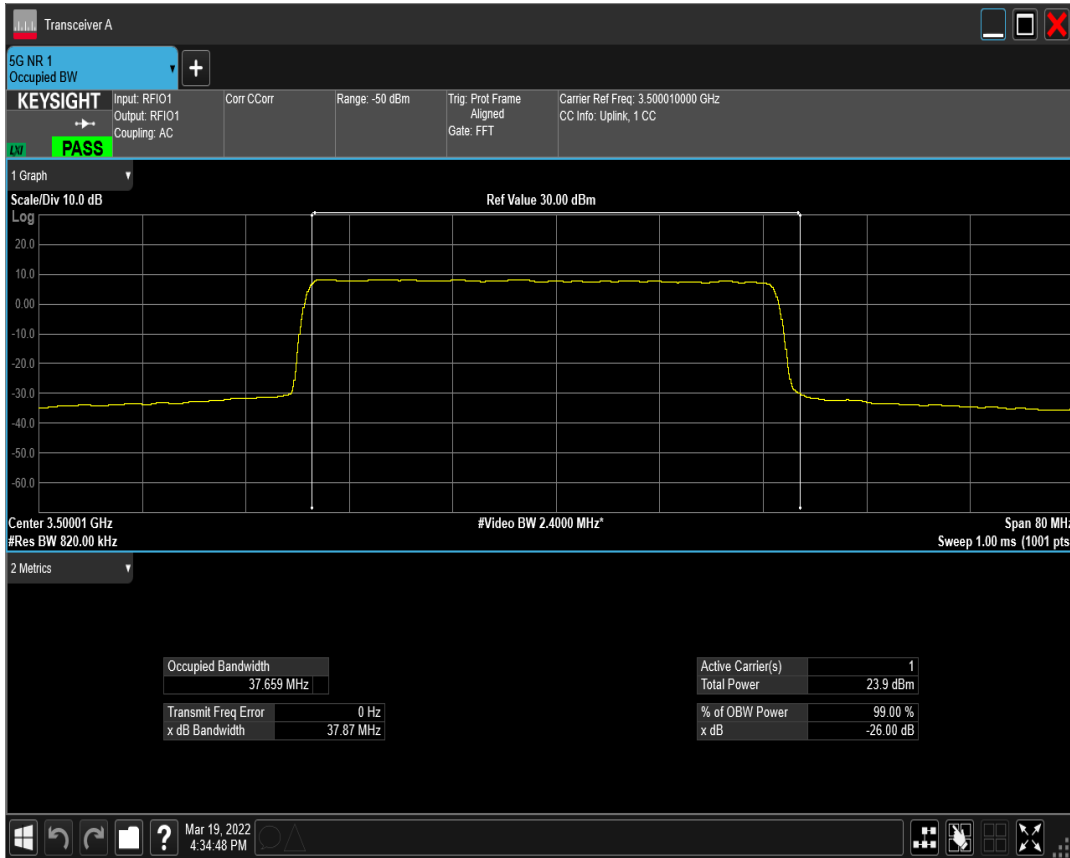 Transceiver A
5G NR 1
Occupied BW
+
KEYSIGHT
LXI
PASS
Input: RFIO1
Output: RFIO1
Coupling: AC
Corr CCorr
Range: -50 dBm
Trig: Prot Frame
Aligned
Gate: FFT
Carrier Ref Freq: 3.500010000 GHz
CC Info: Uplink, 1 CC
1 Graph
Scale/Div 10.0 dB
Ref Value 30.00 dBm
Log
20.0
10.0
0.00
-10.0
-20.0
-30.0
-40.0
-50.0
-60.0
Center 3.50001 GHz
#Video BW 2.4000 MHz*
Span 80 MHz
#Res BW 820.00 kHz
Sweep 1.00 ms (1001 pts
2 Metrics
Occupied Bandwidth
37.659 MHz
Transmit Freq Error 0 Hz
x dB Bandwidth 37.87 MHz
Active Carrier(s) 1
Total Power 23.9 dBm
% of OBW Power 99.00 %
x dB -26.00 dB
?
Mar 19, 2022
4:34:48 PM